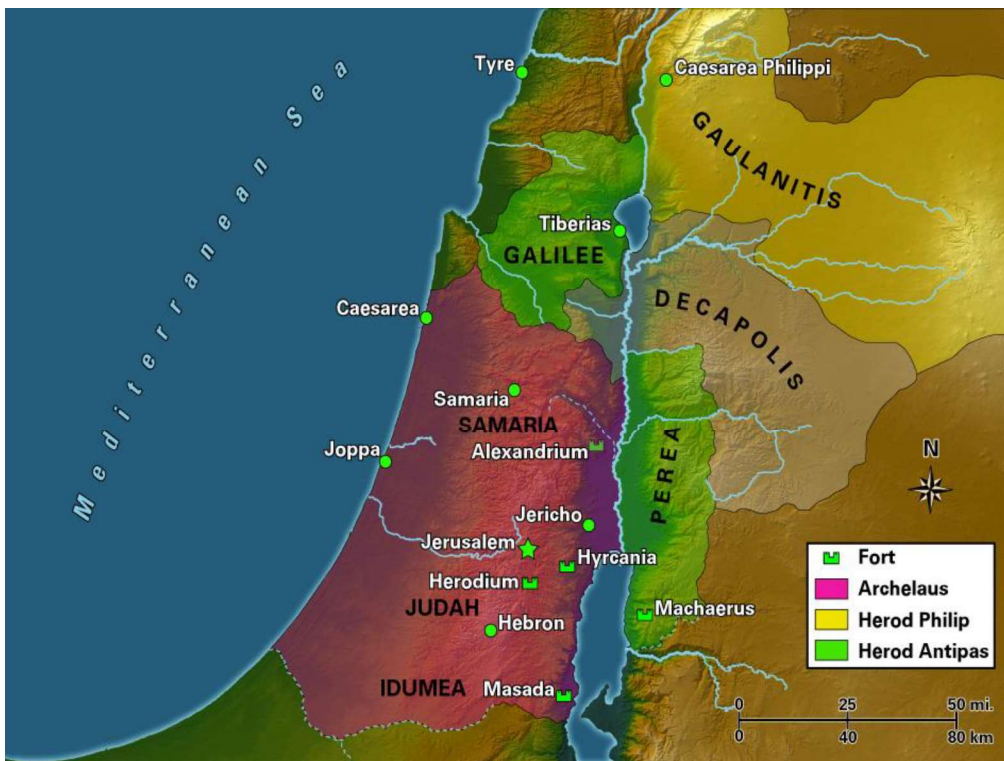 Tyre
Caesarea Philippi
Mediterranean Sea
GAULANITIS
Tiberias
GALILEE
DECAPOLIS
Caesarea
Samaria
SAMARIA
Alexandrium
Joppa
PEREA
N
Jericho
Jerusalem
Hyrcania
Herodium
JUDAH
Machaerus
Hebron
IDUMEA
Masada
Fort
Archelaus
Herod Philip
Herod Antipas
0 25 50 mi.
0 40 80 km